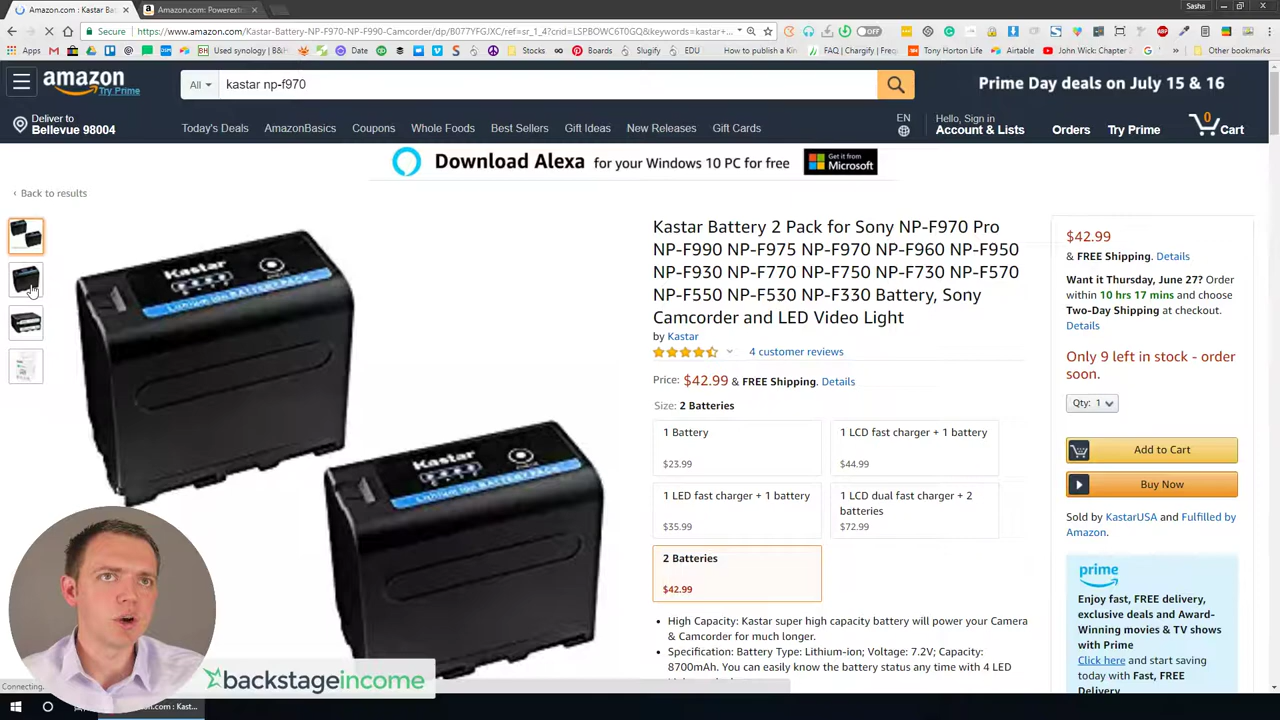 Amazon.com : Kastar Bat
Amazon.com: Powerexto
Sasha
Secure
https://www.amazon.com/Kastar-Battery-NP-F970-NP-F990-Camcorder/dp/B077YFGJXC/ref=sr_1_4?crid=LSPBOWC6T0GQ&keywords=kastar+...
Apps
Used synology | B&H
Date
Stocks
Boards
Slugify
EDU
FAQ | Chargify | Freq
Tony Horton Life
Airtable
John Wick: Chapter 2
Other bookmarks
amazon
Try Prime
All
kastar np-f970
Prime Day deals on July 15 & 16
Deliver to
Bellevue 98004
Today's Deals
AmazonBasics
Coupons
Whole Foods
Best Sellers
Gift Ideas
New Releases
Gift Cards
EN
Hello, Sign in
Account & Lists
Orders
Try Prime
0
Cart
Download Alexa for your Windows 10 PC for free
Get it from
Microsoft
‹ Back to results
Kastar
Lithium ion BATTERY PACK
Kastar
Lithium ion BATTERY PACK
Kastar Battery 2 Pack for Sony NP-F970 Pro
NP-F990 NP-F975 NP-F970 NP-F960 NP-F950
NP-F930 NP-F770 NP-F750 NP-F730 NP-F570
NP-F550 NP-F530 NP-F330 Battery, Sony
Camcorder and LED Video Light
by Kastar
4 customer reviews
Price: $42.99 & FREE Shipping. Details
Size: 2 Batteries
1 Battery
$23.99
1 LCD fast charger + 1 battery
$44.99
1 LED fast charger + 1 battery
$35.99
1 LCD dual fast charger + 2
batteries
$72.99
2 Batteries
$42.99
• High Capacity: Kastar super high capacity battery will power your Camera
& Camcorder for much longer.
• Specification: Battery Type: Lithium-ion; Voltage: 7.2V; Capacity:
8700mAh. You can easily know the battery status any time with 4 LED
$42.99
& FREE Shipping. Details
Want it Thursday, June 27? Order
within 10 hrs 17 mins and choose
Two-Day Shipping at checkout.
Details
Only 9 left in stock - order
soon.
Qty: 1
Add to Cart
Buy Now
Sold by KastarUSA and Fulfilled by
Amazon.
prime
Enjoy fast, FREE delivery,
exclusive deals and Award-
Winning movies & TV shows
with Prime
Click here and start saving
today with Fast, FREE
Delivery
backstageincome
Connecting...
on.com : Kast...